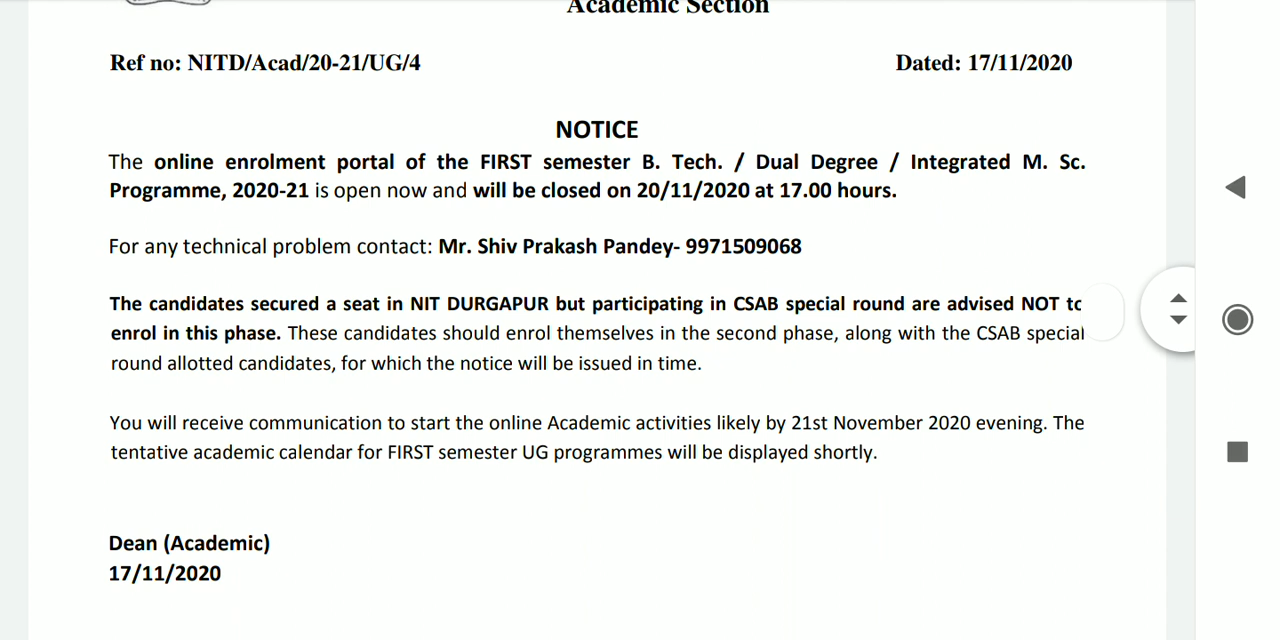 Academic Section
Ref no: NITD/Acad/20-21/UG/4 Dated: 17/11/2020
NOTICE
The online enrolment portal of the FIRST semester B. Tech. / Dual Degree / Integrated M. Sc.
Programme, 2020-21 is open now and will be closed on 20/11/2020 at 17.00 hours.
For any technical problem contact: Mr. Shiv Prakash Pandey- 9971509068
The candidates secured a seat in NIT DURGAPUR but participating in CSAB special round are advised NOT to
enrol in this phase. These candidates should enrol themselves in the second phase, along with the CSAB special
round allotted candidates, for which the notice will be issued in time.
You will receive communication to start the online Academic activities likely by 21st November 2020 evening. The
tentative academic calendar for FIRST semester UG programmes will be displayed shortly.
Dean (Academic)
17/11/2020